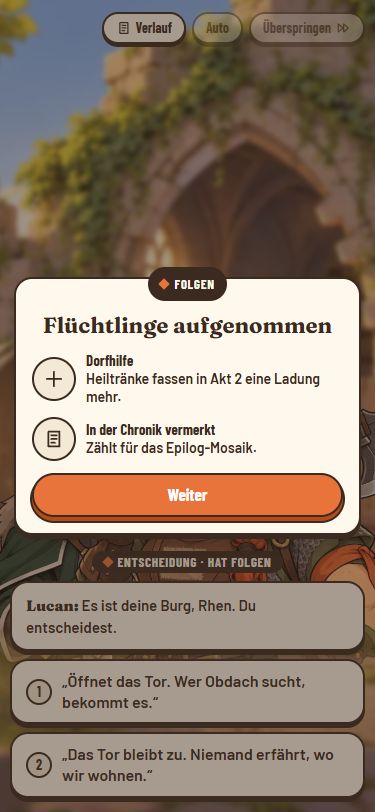 Verlauf
Auto
Überspringen
FOLGEN
Flüchtlinge aufgenommen
Dorfhilfe
Heiltränke fassen in Akt 2 eine Ladung
mehr.
In der Chronik vermerkt
Zählt für das Epilog-Mosaik.
Weiter
ENTSCHEIDUNG · HAT FOLGEN
Lucan: Es ist deine Burg, Rhen. Du
entscheidest.
1 „Öffnet das Tor. Wer Obdach sucht,
bekommt es.“
2 „Das Tor bleibt zu. Niemand erfährt, wo
wir wohnen.“